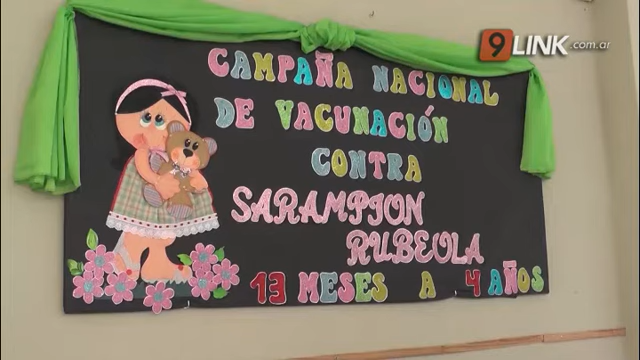 9LINK.com.ar
CAMPAÑA NACIONAL
DE VACUNACIÓN
CONTRA
SARAMPION
RUBEOLA
13 MESES A 4 AÑOS